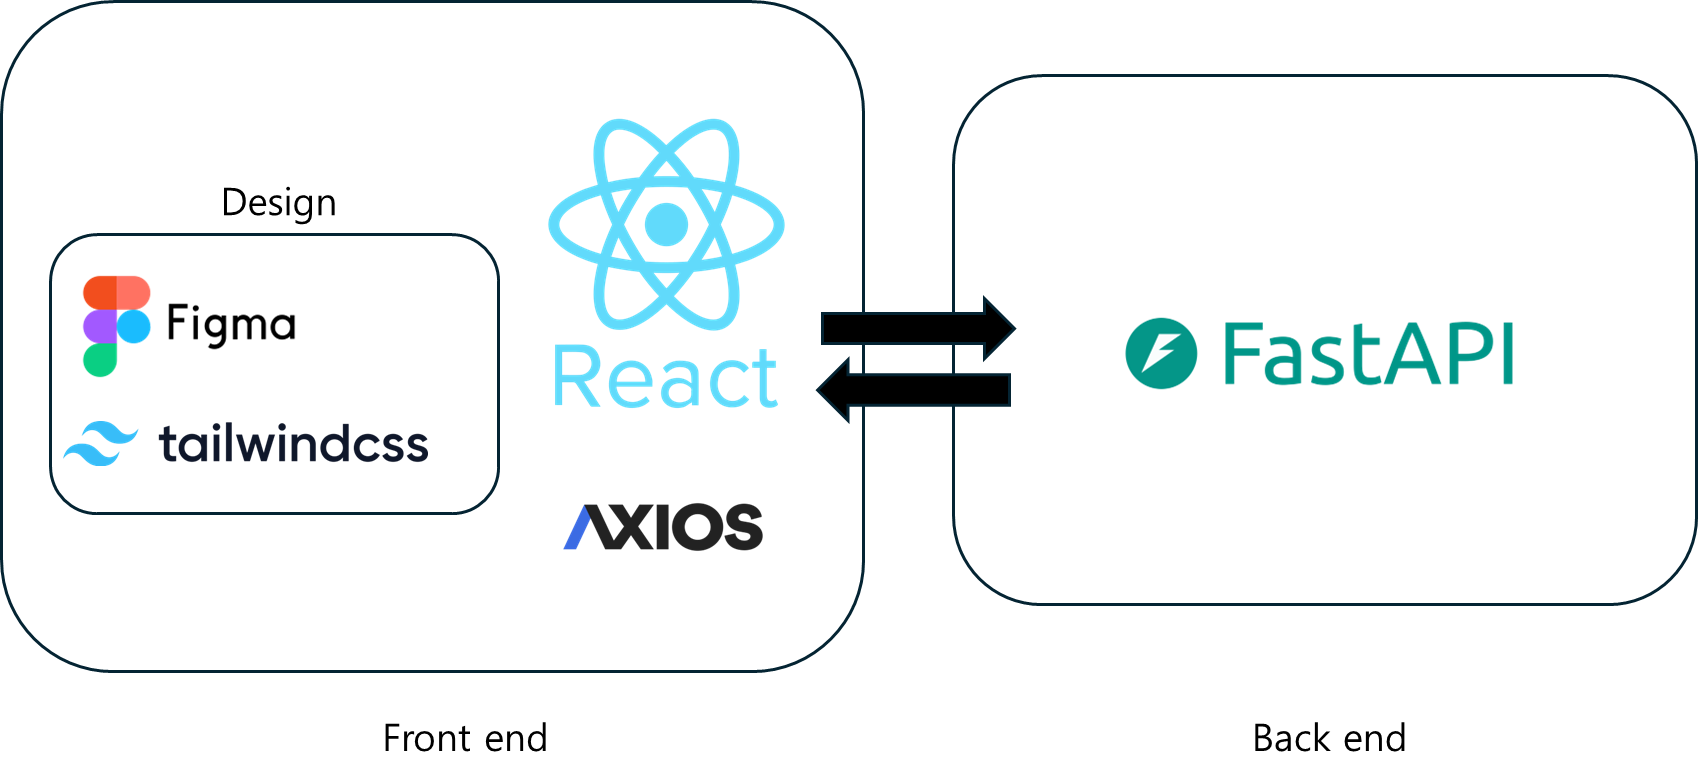 Design
Figma
tailwindcss
React
AXIOS
FastAPI
Front end
Back end